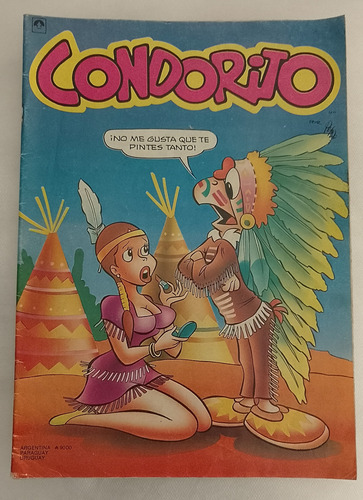 CONDORITO
¡NO ME GUSTA QUE TE
PINTES TANTO!
ARGENTINA
PARAGUAY
URUGUAY